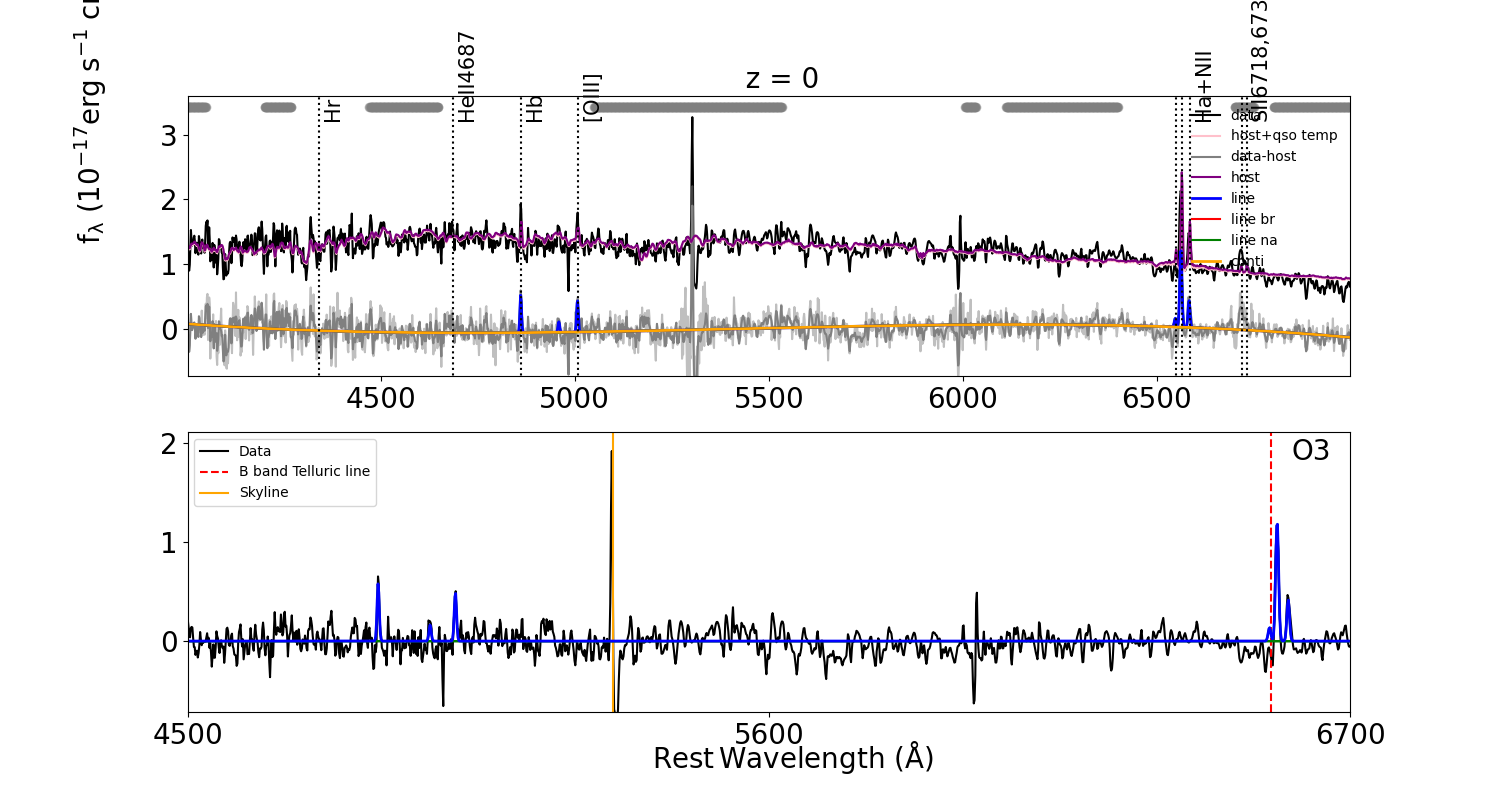 z = 0
f_λ (10^−17 erg s^−1
Hr
HeII4687
Hb
[OIII]
Ha+NII
SII6718,673
data
host+qso temp
data-host
host
line
line br
line na
conti
3
2
1
0
4500 5000 5500 6000 6500
O3
Data
B band Telluric line
Skyline
2
1
0
4500 5600 6700
Rest Wavelength (Å)